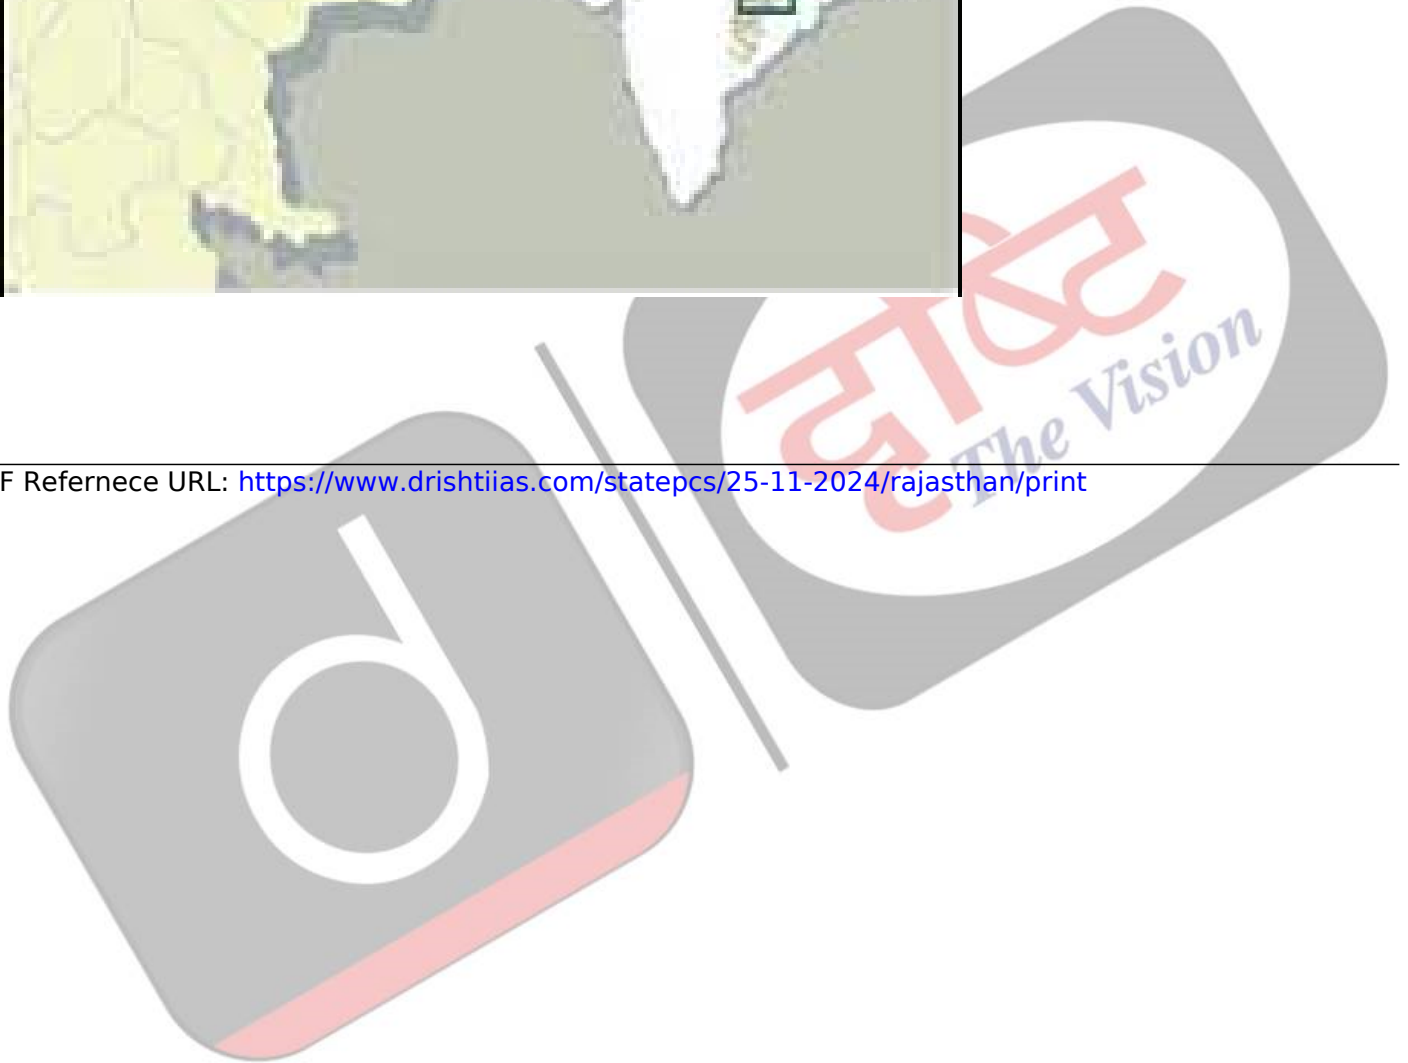 दृष्टि
The Vision
F Refernece URL: https://www.drishtiias.com/statepcs/25-11-2024/rajasthan/print
d